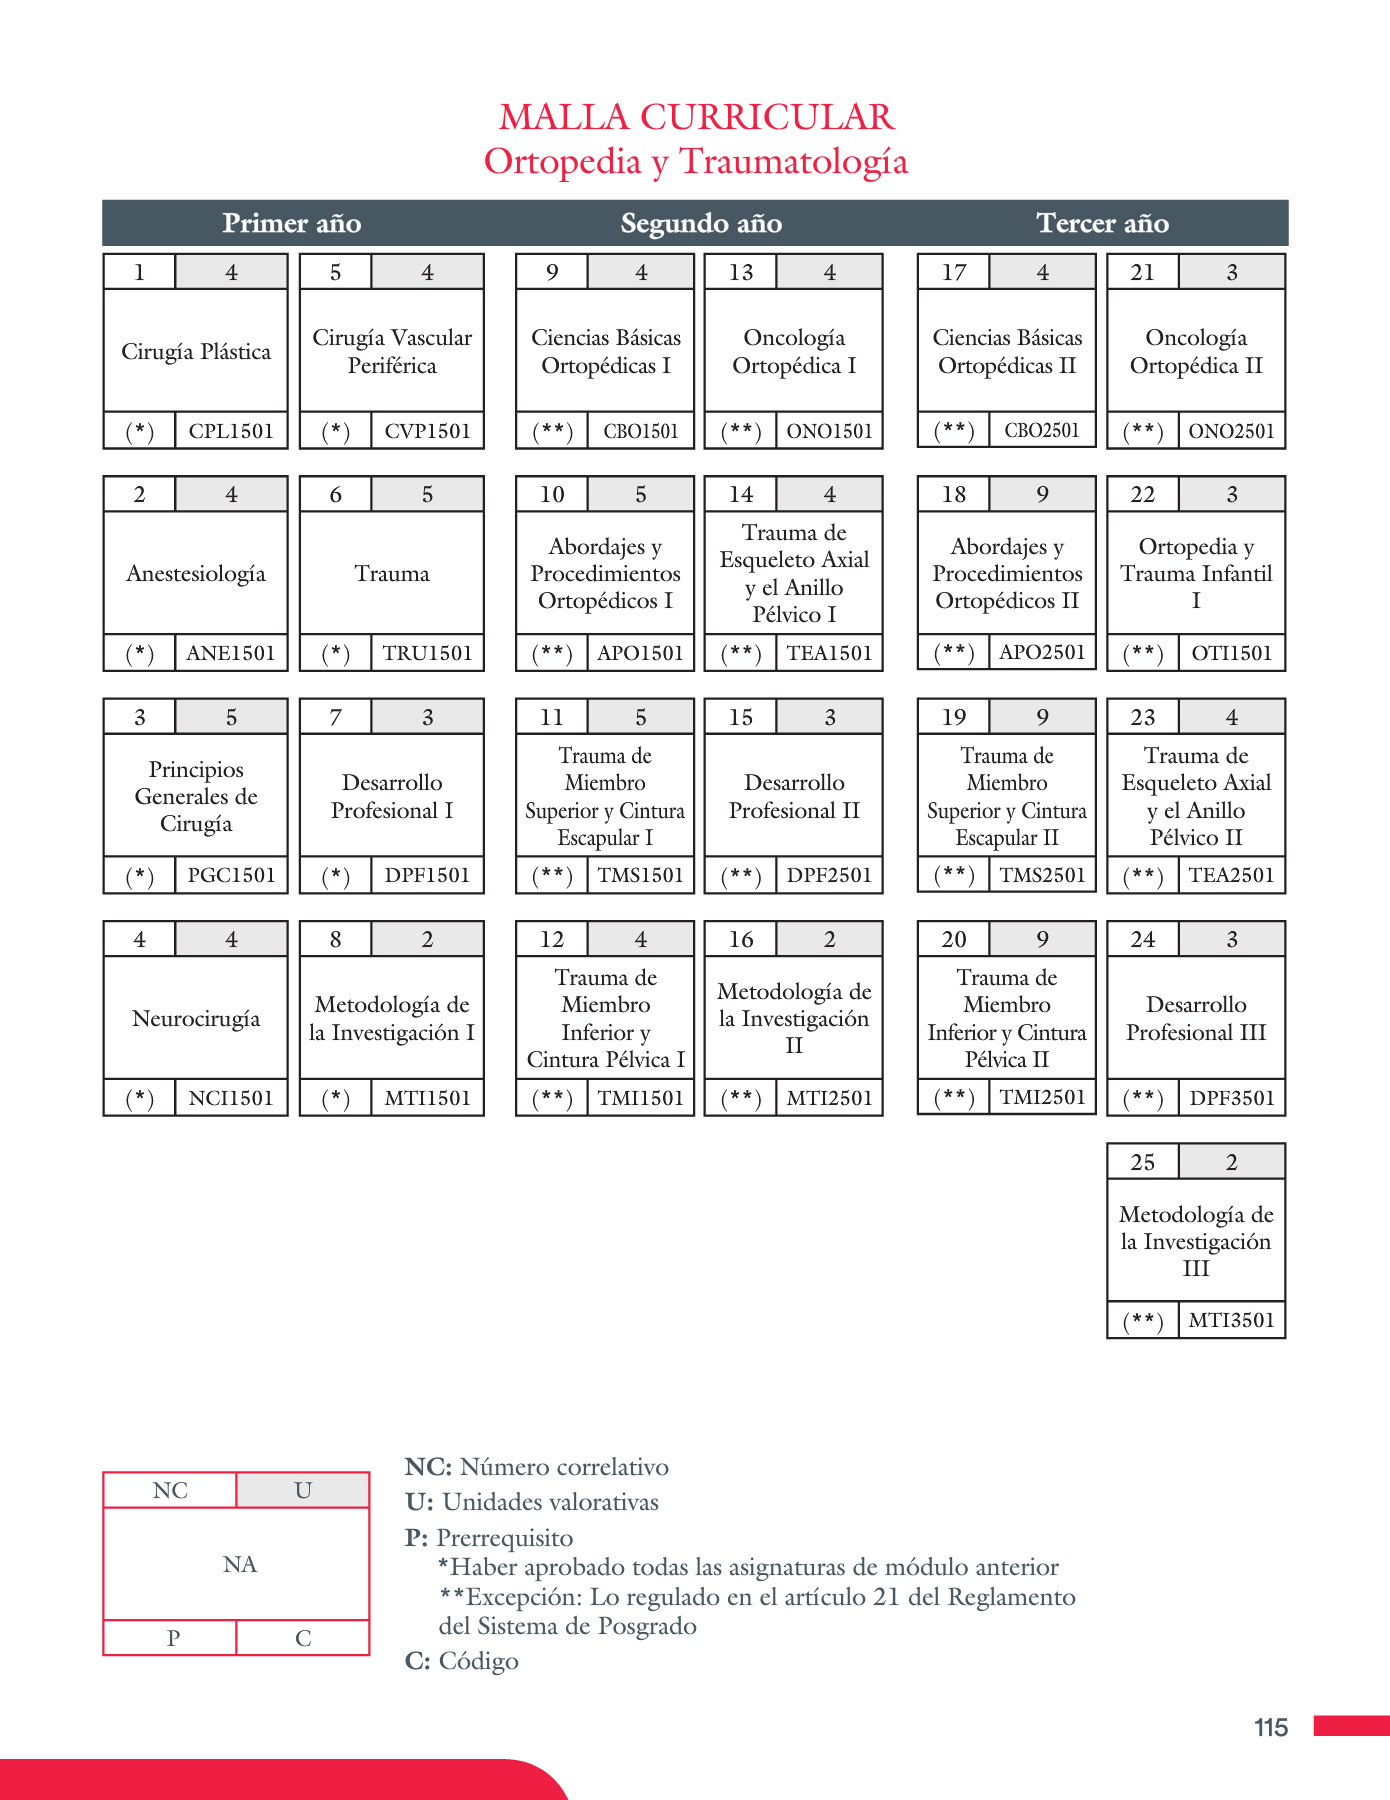 MALLA CURRICULAR
Ortopedia y Traumatología
Primer año
Segundo año
Tercer año
1 4
Cirugía Plástica
(*) CPL1501
5 4
Cirugía Vascular
Periférica
(*) CVP1501
9 4
Ciencias Básicas
Ortopédicas I
(**) CBO1501
13 4
Oncología
Ortopédica I
(**) ONO1501
17 4
Ciencias Básicas
Ortopédicas II
(**) CBO2501
21 3
Oncología
Ortopédica II
(**) ONO2501
2 4
Anestesiología
(*) ANE1501
6 5
Trauma
(*) TRU1501
10 5
Abordajes y
Procedimientos
Ortopédicos I
(**) APO1501
14 4
Trauma de
Esqueleto Axial
y el Anillo
Pélvico I
(**) TEA1501
18 9
Abordajes y
Procedimientos
Ortopédicos II
(**) APO2501
22 3
Ortopedia y
Trauma Infantil
I
(**) OTI1501
3 5
Principios
Generales de
Cirugía
(*) PGC1501
7 3
Desarrollo
Profesional I
(*) DPF1501
11 5
Trauma de
Miembro
Superior y Cintura
Escapular I
(**) TMS1501
15 3
Desarrollo
Profesional II
(**) DPF2501
19 9
Trauma de
Miembro
Superior y Cintura
Escapular II
(**) TMS2501
23 4
Trauma de
Esqueleto Axial
y el Anillo
Pélvico II
(**) TEA2501
4 4
Neurocirugía
(*) NCI1501
8 2
Metodología de
la Investigación I
(*) MTI1501
12 4
Trauma de
Miembro
Inferior y
Cintura Pélvica I
(**) TMI1501
16 2
Metodología de
la Investigación
II
(**) MTI2501
20 9
Trauma de
Miembro
Inferior y Cintura
Pélvica II
(**) TMI2501
24 3
Desarrollo
Profesional III
(**) DPF3501
25 2
Metodología de
la Investigación
III
(**) MTI3501
NC U
NA
P C
NC: Número correlativo
U: Unidades valorativas
P: Prerrequisito
*Haber aprobado todas las asignaturas de módulo anterior
**Excepción: Lo regulado en el artículo 21 del Reglamento
del Sistema de Posgrado
C: Código
115